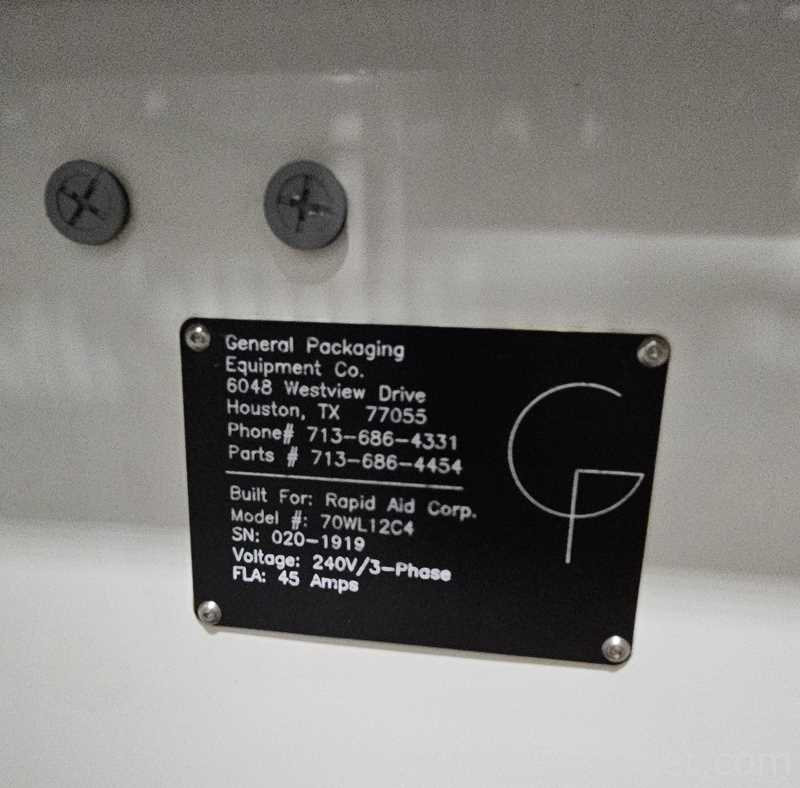 General Packaging
Equipment Co.
6048 Westview Drive
Houston, TX 77055
Phone# 713-686-4331
Parts # 713-686-4454
Built For: Rapid Aid Corp.
Model #: 70WL12C4
SN: 020-1919
Voltage: 240V/3-Phase
FLA: 45 Amps